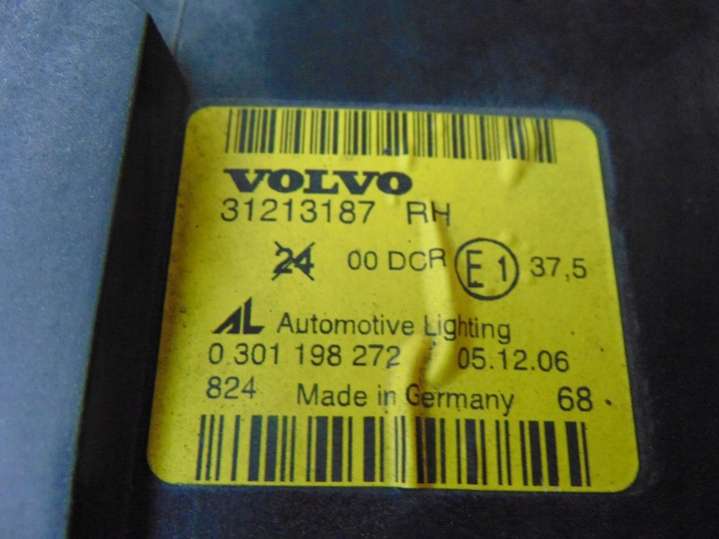 VOLVO
31213187 RH
24 00 DCR E1 37,5
AL Automotive Lighting
0 301 198 272 05.12.06
824 Made in Germany 68